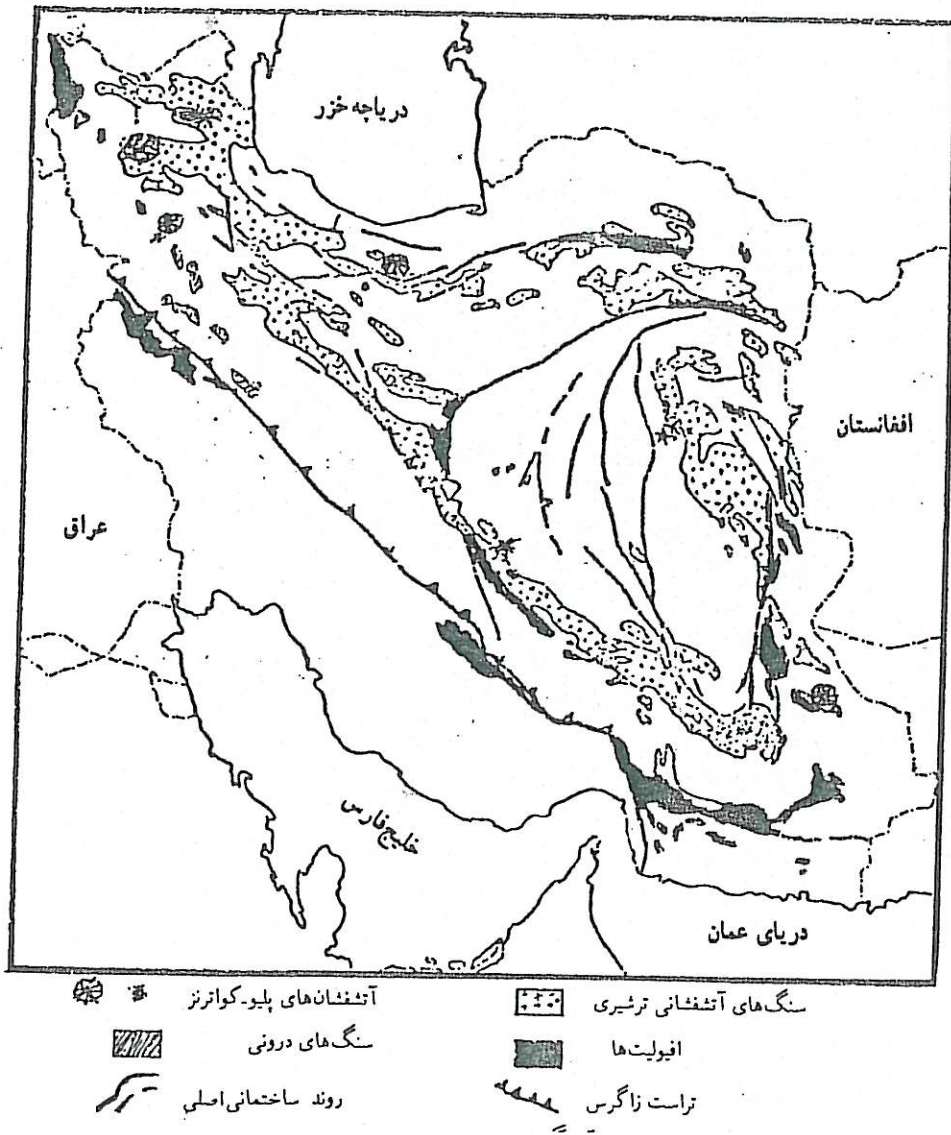 دریاچه خزر
افغانستان
عراق
خلیج فارس
دریای عمان
سنگ‌های آتشفشانی ترشیری
آتشفشان‌های پلیو-کواترنز
افیولیت‌ها
سنگ‌های درونی
تراست زاگرس
روند ساختمانی اصلی